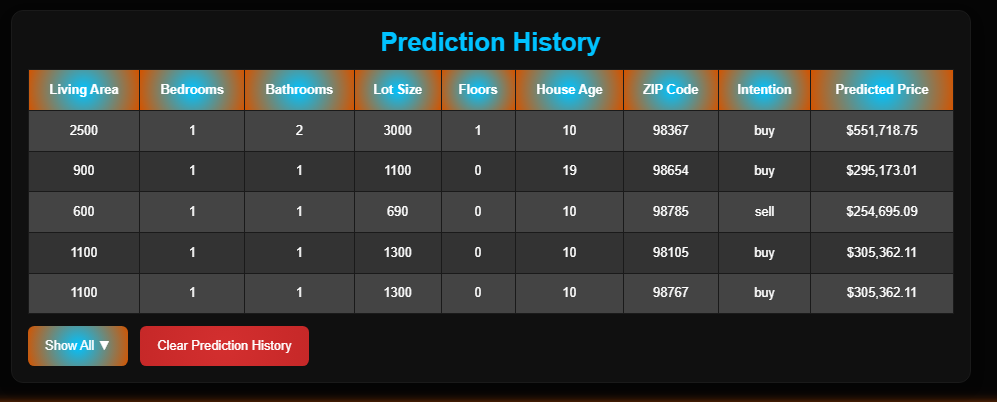 Prediction History
Living Area Bedrooms Bathrooms Lot Size Floors House Age ZIP Code Intention Predicted Price
2500 1 2 3000 1 10 98367 buy $551,718.75
900 1 1 1100 0 19 98654 buy $295,173.01
600 1 1 690 0 10 98785 sell $254,695.09
1100 1 1 1300 0 10 98105 buy $305,362.11
1100 1 1 1300 0 10 98767 buy $305,362.11
Show All ▼ Clear Prediction History